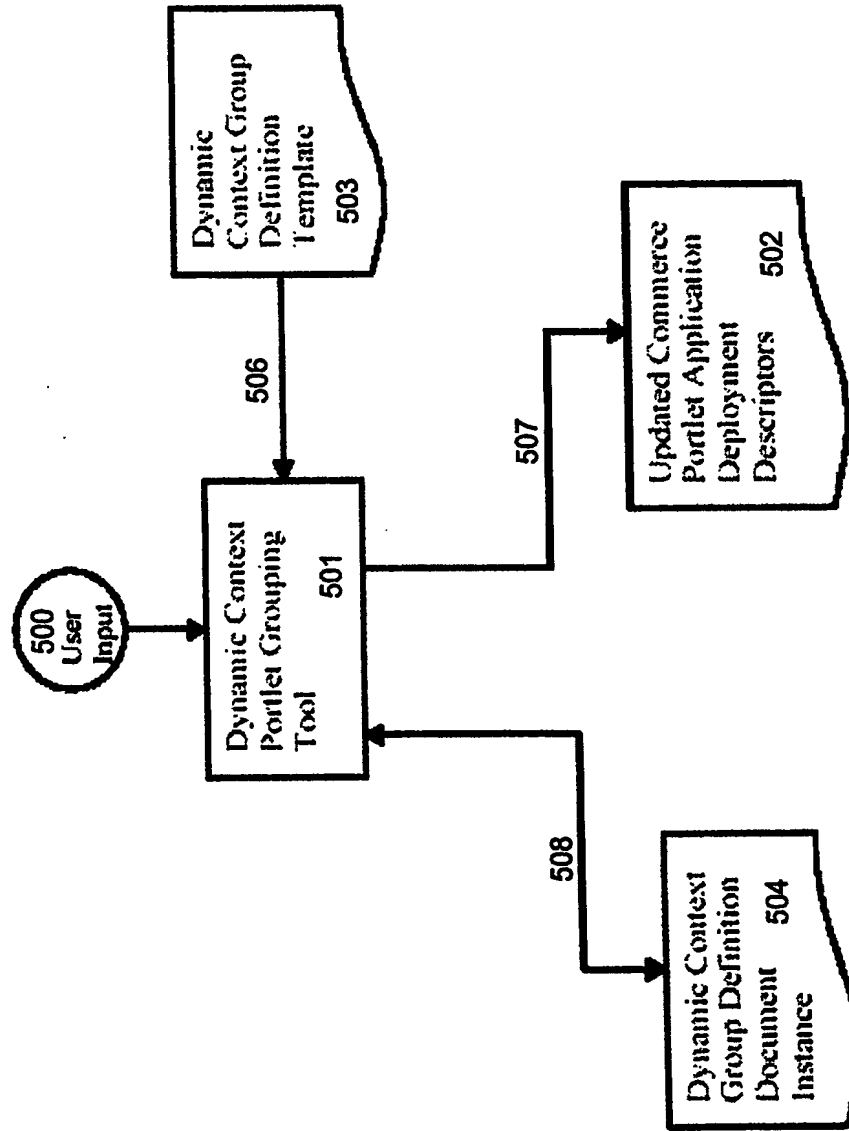 500
User
Input
Dynamic Context
Portlet Grouping
Tool
501
Dynamic
Context Group
Definition
Template
503
506
507
508
Dynamic Context
Group Definition
Document 504
Instance
Updated Commerce
Portlet Application
Deployment
Descriptors 502